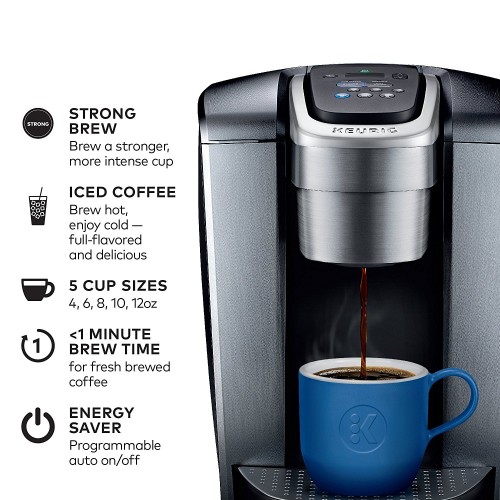 STRONG
STRONG
BREW
Brew a stronger,
more intense cup
ICED COFFEE
Brew hot,
enjoy cold —
full-flavored
and delicious
5 CUP SIZES
4, 6, 8, 10, 12oz
1
<1 MINUTE
BREW TIME
for fresh brewed
coffee
ENERGY
SAVER
Programmable
auto on/off
KEURIG
K